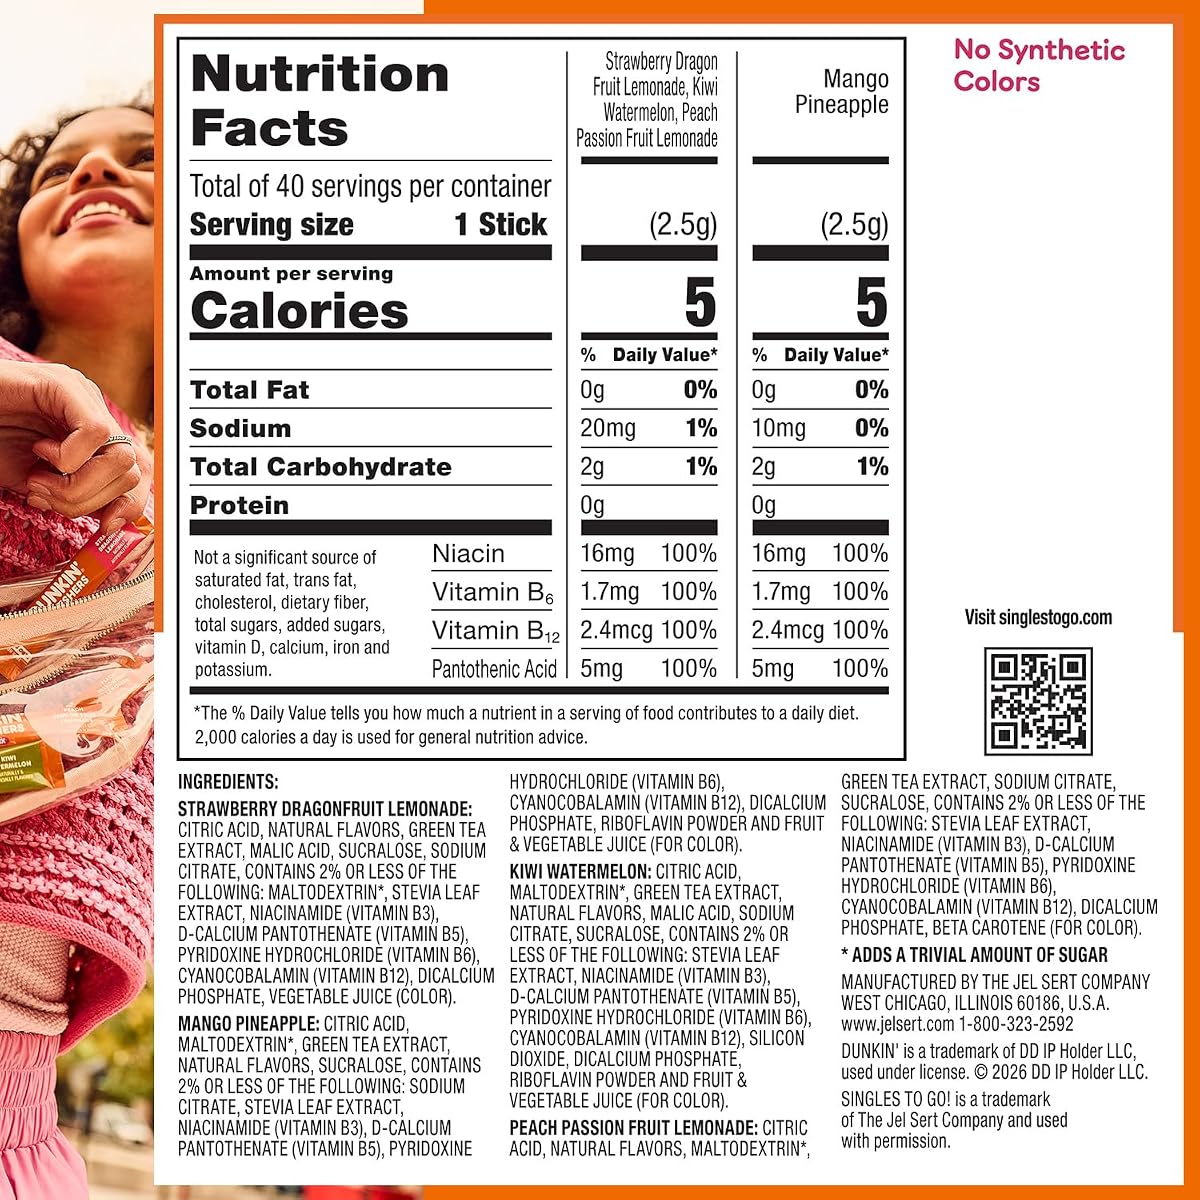 No Synthetic
Colors
Nutrition
Facts
Total of 40 servings per container
Serving size 1 Stick
Strawberry Dragon
Fruit Lemonade, Kiwi
Watermelon, Peach
Passion Fruit Lemonade
(2.5g)
Mango
Pineapple
(2.5g)
Amount per serving
Calories 5 5
% Daily Value* % Daily Value*
Total Fat 0g 0% 0g 0%
Sodium 20mg 1% 10mg 0%
Total Carbohydrate 2g 1% 2g 1%
Protein 0g 0g
Not a significant source of
saturated fat, trans fat,
cholesterol, dietary fiber,
total sugars, added sugars,
vitamin D, calcium, iron and
potassium.
Niacin 16mg 100% 16mg 100%
Vitamin B6 1.7mg 100% 1.7mg 100%
Vitamin B12 2.4mcg 100% 2.4mcg 100%
Pantothenic Acid 5mg 100% 5mg 100%
*The % Daily Value tells you how much a nutrient in a serving of food contributes to a daily diet.
2,000 calories a day is used for general nutrition advice.
Visit singlestogo.com
INGREDIENTS:
STRAWBERRY DRAGONFRUIT LEMONADE:
CITRIC ACID, NATURAL FLAVORS, GREEN TEA
EXTRACT, MALIC ACID, SUCRALOSE, SODIUM
CITRATE, CONTAINS 2% OR LESS OF THE
FOLLOWING: MALTODEXTRIN*, STEVIA LEAF
EXTRACT, NIACINAMIDE (VITAMIN B3),
D-CALCIUM PANTOTHENATE (VITAMIN B5),
PYRIDOXINE HYDROCHLORIDE (VITAMIN B6),
CYANOCOBALAMIN (VITAMIN B12), DICALCIUM
PHOSPHATE, VEGETABLE JUICE (COLOR).
MANGO PINEAPPLE: CITRIC ACID,
MALTODEXTRIN*, GREEN TEA EXTRACT,
NATURAL FLAVORS, SUCRALOSE, CONTAINS
2% OR LESS OF THE FOLLOWING: SODIUM
CITRATE, STEVIA LEAF EXTRACT,
NIACINAMIDE (VITAMIN B3), D-CALCIUM
PANTOTHENATE (VITAMIN B5), PYRIDOXINE
HYDROCHLORIDE (VITAMIN B6),
CYANOCOBALAMIN (VITAMIN B12), DICALCIUM
PHOSPHATE, RIBOFLAVIN POWDER AND FRUIT
& VEGETABLE JUICE (FOR COLOR).
KIWI WATERMELON: CITRIC ACID,
MALTODEXTRIN*, GREEN TEA EXTRACT,
NATURAL FLAVORS, MALIC ACID, SODIUM
CITRATE, SUCRALOSE, CONTAINS 2% OR
LESS OF THE FOLLOWING: STEVIA LEAF
EXTRACT, NIACINAMIDE (VITAMIN B3),
D-CALCIUM PANTOTHENATE (VITAMIN B5),
PYRIDOXINE HYDROCHLORIDE (VITAMIN B6),
CYANOCOBALAMIN (VITAMIN B12), SILICON
DIOXIDE, DICALCIUM PHOSPHATE,
RIBOFLAVIN POWDER AND FRUIT &
VEGETABLE JUICE (FOR COLOR).
PEACH PASSION FRUIT LEMONADE: CITRIC
ACID, NATURAL FLAVORS, MALTODEXTRIN*,
GREEN TEA EXTRACT, SODIUM CITRATE,
SUCRALOSE, CONTAINS 2% OR LESS OF THE
FOLLOWING: STEVIA LEAF EXTRACT,
NIACINAMIDE (VITAMIN B3), D-CALCIUM
PANTOTHENATE (VITAMIN B5), PYRIDOXINE
HYDROCHLORIDE (VITAMIN B6),
CYANOCOBALAMIN (VITAMIN B12), DICALCIUM
PHOSPHATE, BETA CAROTENE (FOR COLOR).
* ADDS A TRIVIAL AMOUNT OF SUGAR
MANUFACTURED BY THE JEL SERT COMPANY
WEST CHICAGO, ILLINOIS 60186, U.S.A.
www.jelsert.com 1-800-323-2592
DUNKIN' is a trademark of DD IP Holder LLC,
used under license. © 2026 DD IP Holder LLC.
SINGLES TO GO! is a trademark
of The Jel Sert Company and used
with permission.
KIWI